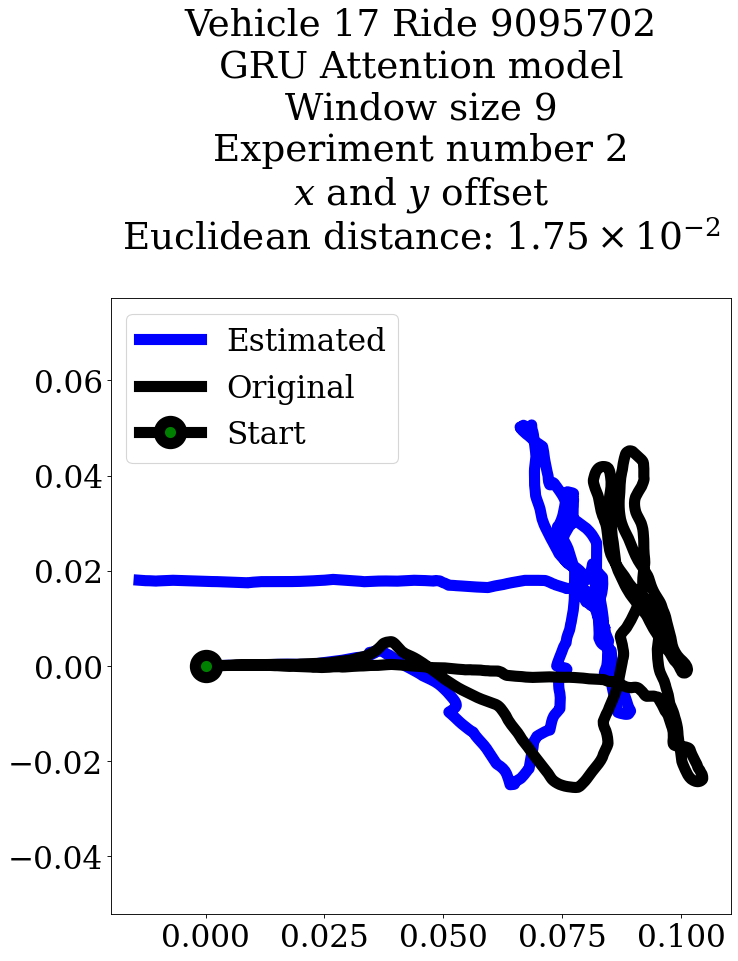 Vehicle 17 Ride 9095702
GRU Attention model
Window size 9
Experiment number 2
x and y offset
Euclidean distance: 1.75 × 10⁻²
Estimated
Original
Start
0.06
0.04
0.02
0.00
−0.02
−0.04
0.000 0.025 0.050 0.075 0.100